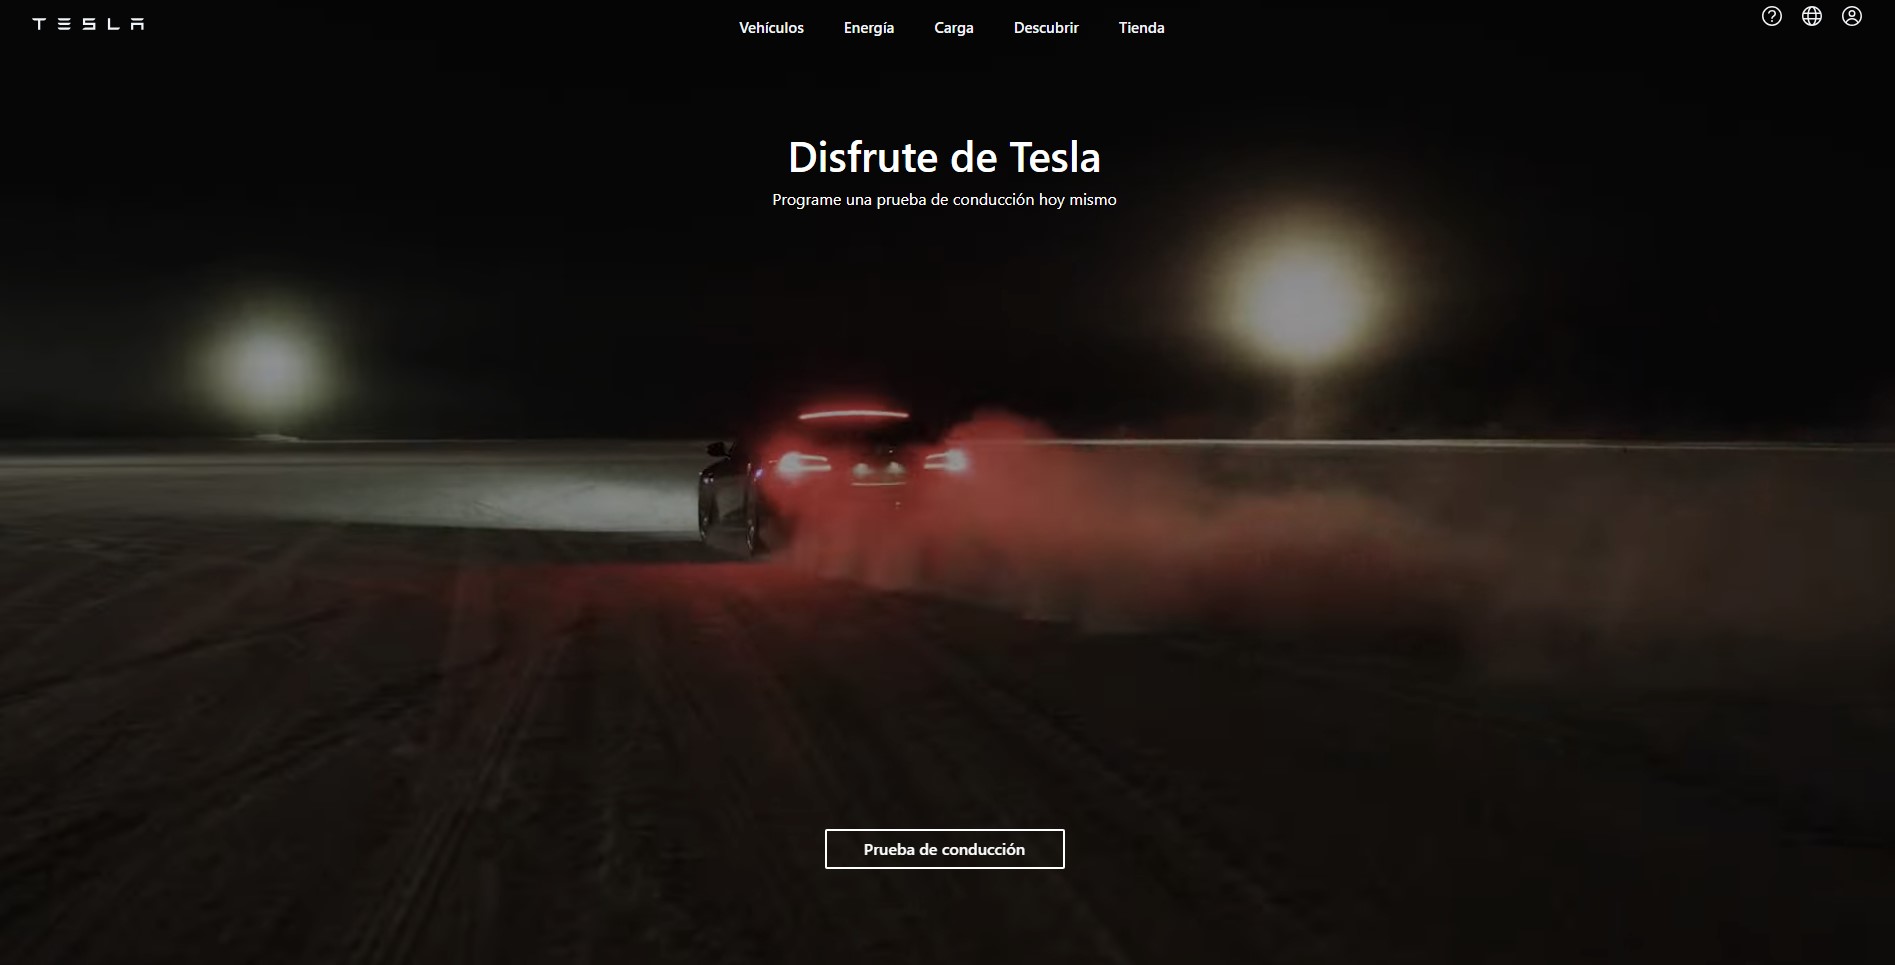 TESLA
Vehículos Energía Carga Descubrir Tienda
Disfrute de Tesla
Programe una prueba de conducción hoy mismo
Prueba de conducción